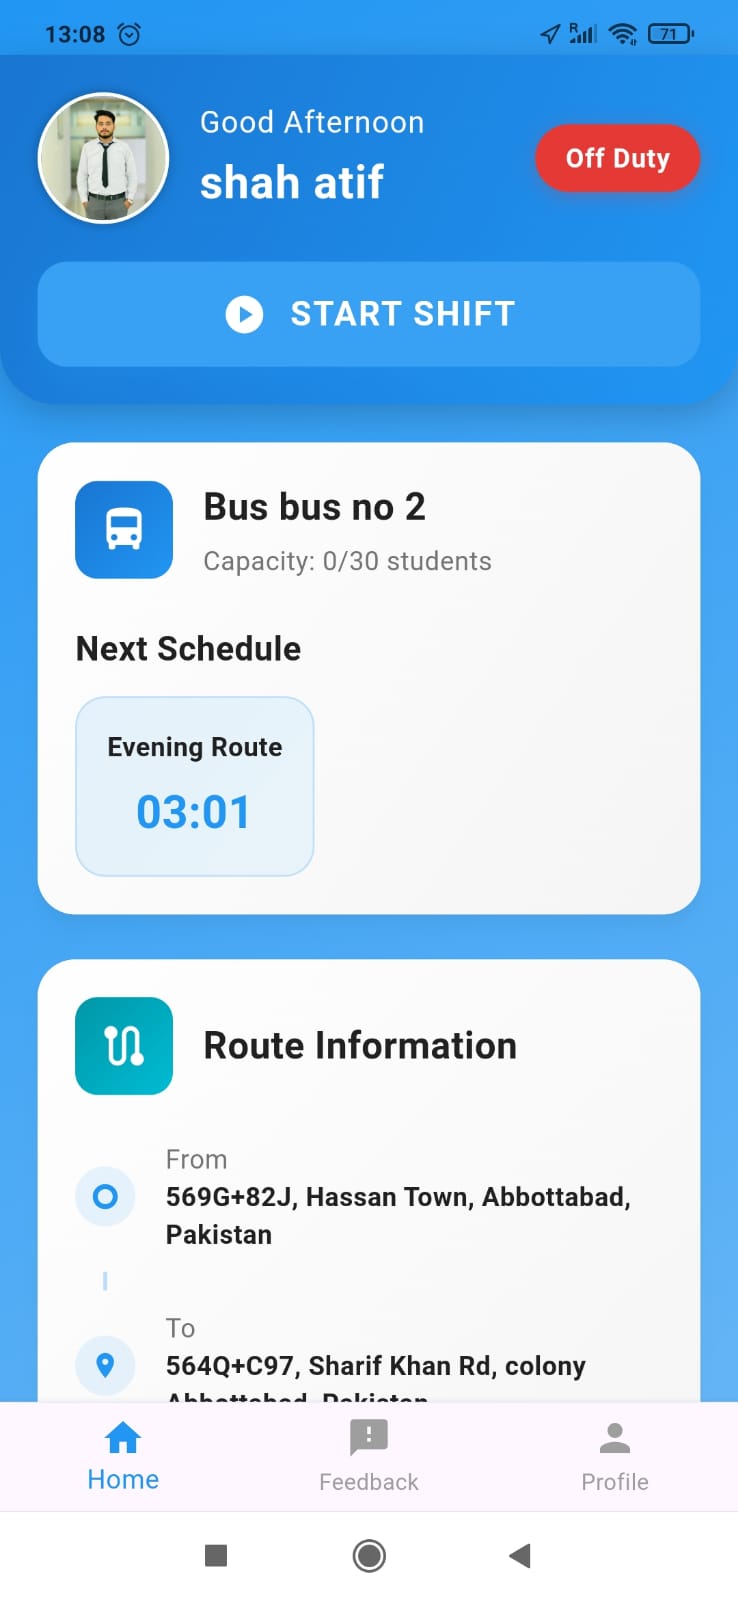 13:08
R
71
Good Afternoon
shah atif
Off Duty
START SHIFT
Bus bus no 2
Capacity: 0/30 students
Next Schedule
Evening Route
03:01
Route Information
From
569G+82J, Hassan Town, Abbottabad,
Pakistan
To
564Q+C97, Sharif Khan Rd, colony
Abbottabad, Pakistan
Home
Feedback
Profile